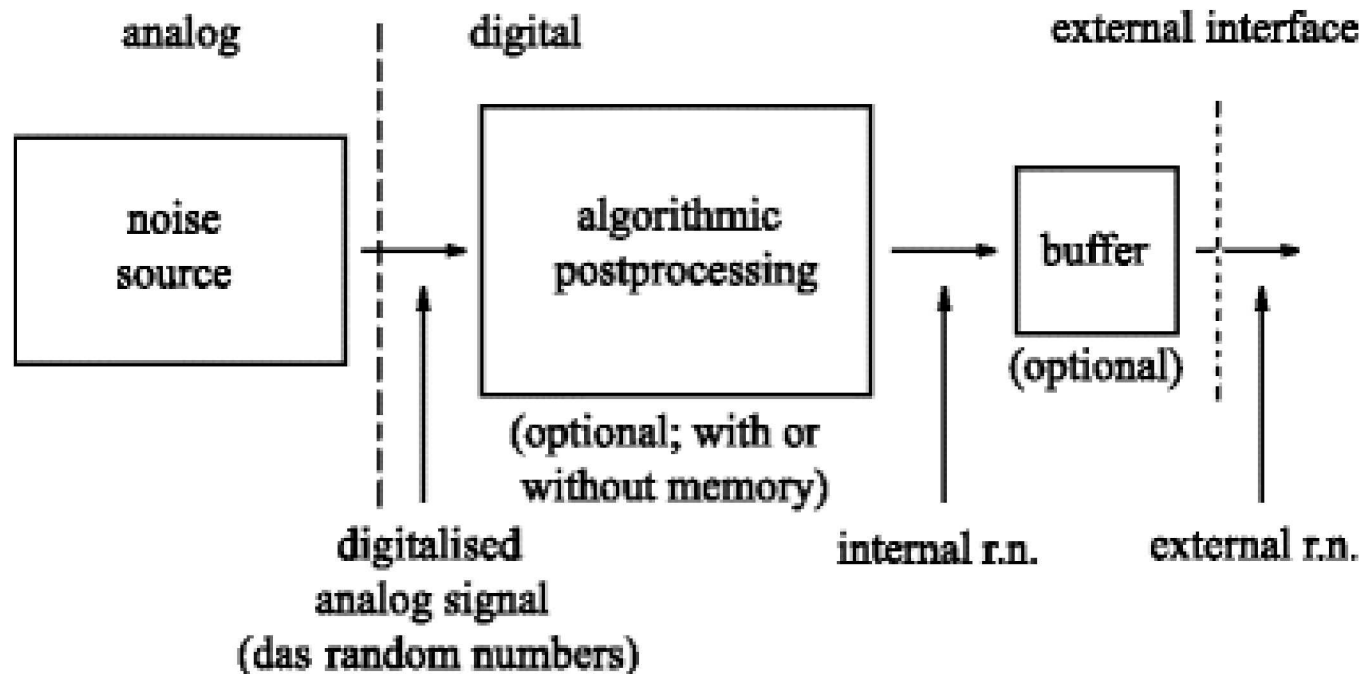 analog
digital
external interface
noise
source
algorithmic
postprocessing
buffer
(optional)
(optional; with or
without memory)
digitalised
analog signal
(das random numbers)
internal r.n.
external r.n.